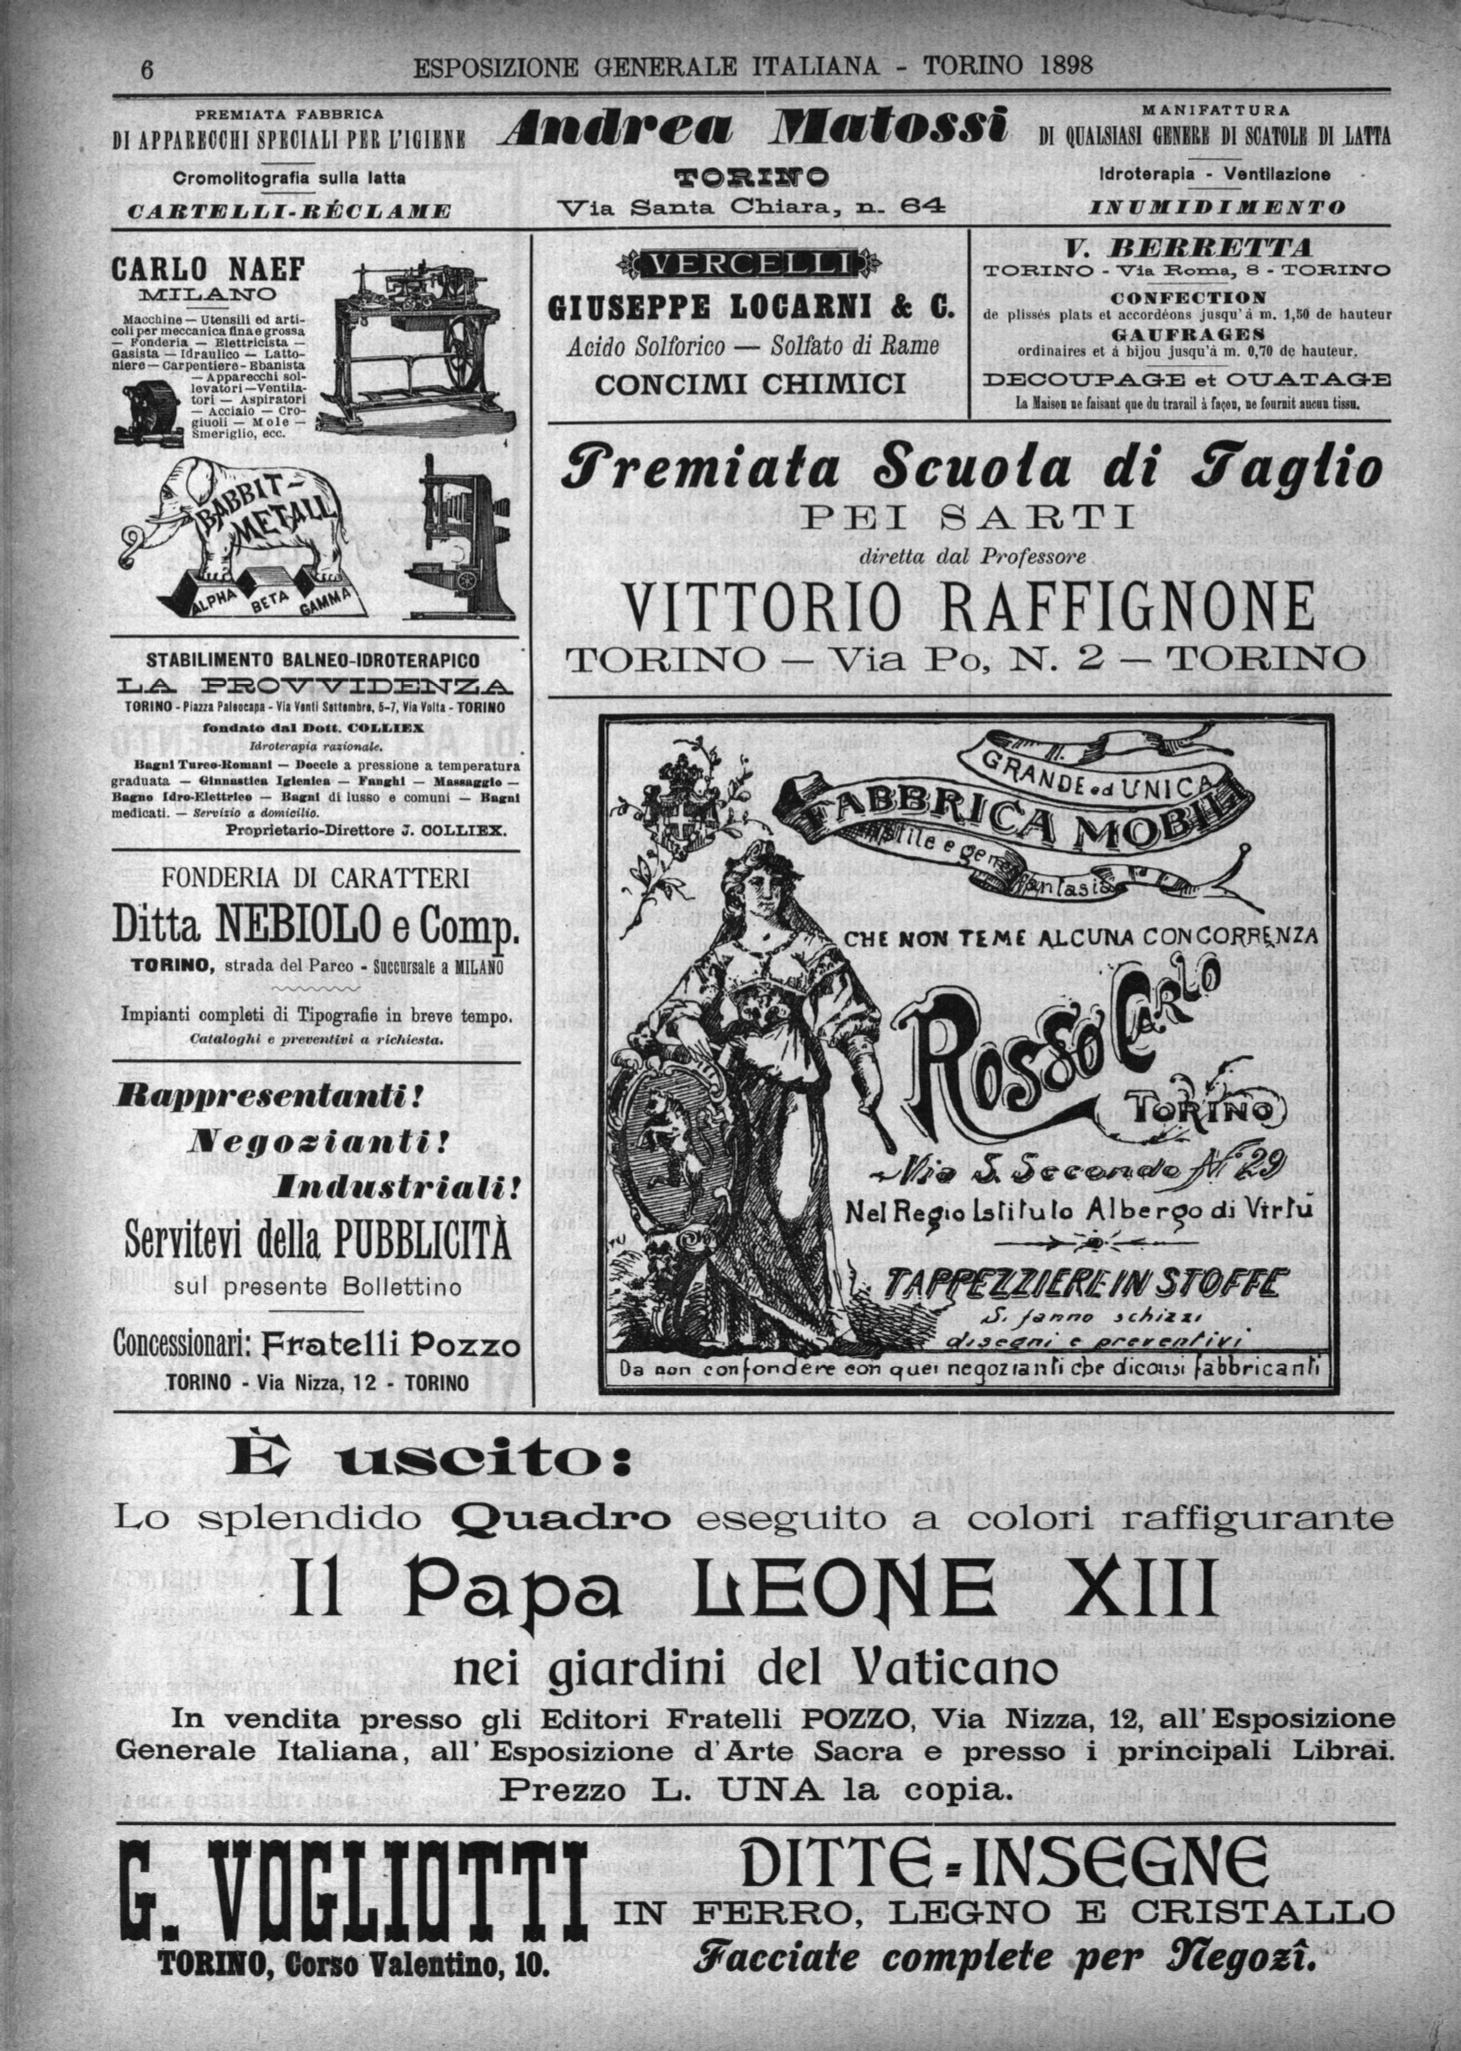 6
ESPOSIZIONE GENERALE ITALIANA - TORINO 1898
PREMIATA FABBRICA
DI APPARECCHI SPECIALI PER L'IGIENE
Cromolitografia sulla latta
CARTELLI-RÉCLAME
Andrea Matossi
TORINO
Via Santa Chiara, n. 64
MANIFATTURA
DI QUALSIASI GENERE DI SCATOLE DI LATTA
Idroterapia - Ventilazione
INUMIDIMENTO
CARLO NAEF
MILANO
Macchine — Utensili ed arti-
coli per meccanica fina e grossa
— Fonderia — Elettricista —
Gasista — Idraulico — Latto-
niere — Carpentiere - Ebanista
— Apparecchi sol-
levatori — Ventila-
tori — Aspiratori
— Acciaio — Cro-
giuoli — Mole —
Smeriglio, ecc.
BABBIT-
METALL
ALPHA BETA GAMMA
VERCELLI
GIUSEPPE LOCARNI & C.
Acido Solforico — Solfato di Rame
CONCIMI CHIMICI
V. BERRETTA
TORINO - Via Roma, 8 - TORINO
CONFECTION
de plissés plats et accordéons jusqu'à m. 1,50 de hauteur
GAUFRAGES
ordinaires et à bijou jusqu'à m. 0,70 de hauteur.
DECOUPAGE et OUATAGE
La Maison ne faisant que du travail à façon, ne fournit aucun tissu.
Premiata Scuola di Taglio
PEI SARTI
diretta dal Professore
VITTORIO RAFFIGNONE
TORINO — Via Po, N. 2 — TORINO
STABILIMENTO BALNEO-IDROTERAPICO
LA PROVVIDENZA
TORINO - Piazza Paleocapa - Via Venti Settembre, 5-7, Via Volta - TORINO
fondato dal Dott. COLLIEX
Idroterapia razionale.
Bagni Turco-Romani — Doccie a pressione a temperatura
graduata — Ginnastica Igienica — Fanghi — Massaggio —
Bagno Idro-Elettrico — Bagni di lusso e comuni — Bagni
medicati. — Servizio a domicilio.
Proprietario-Direttore J. COLLIEX.
FONDERIA DI CARATTERI
Ditta NEBIOLO e Comp.
TORINO, strada del Parco - Succursale a MILANO
Impianti completi di Tipografie in breve tempo.
Cataloghi e preventivi a richiesta.
Rappresentanti!
Negozianti!
Industriali!
Servitevi della PUBBLICITÀ
sul presente Bollettino
Concessionari: Fratelli Pozzo
TORINO - Via Nizza, 12 - TORINO
GRANDE ed UNICA
FABBRICA MOBILI
stile e genere fantasia
CHE NON TEME ALCUNA CONCORRENZA
ROSSO CARLO
TORINO
Via S. Secondo N. 29
Nel Regio Istituto Albergo di Virtù
TAPPEZZIERE IN STOFFE
Si fanno schizzi
disegni e preventivi
Da non confondere con quei negozianti che diconsi fabbricanti
È uscito:
Lo splendido Quadro eseguito a colori raffigurante
Il Papa LEONE XIII
nei giardini del Vaticano
In vendita presso gli Editori Fratelli POZZO, Via Nizza, 12, all'Esposizione
Generale Italiana, all'Esposizione d'Arte Sacra e presso i principali Librai.
Prezzo L. UNA la copia.
G. VOGLIOTTI
TORINO, Corso Valentino, 10.
DITTE-INSEGNE
IN FERRO, LEGNO E CRISTALLO
Facciate complete per Negozî.